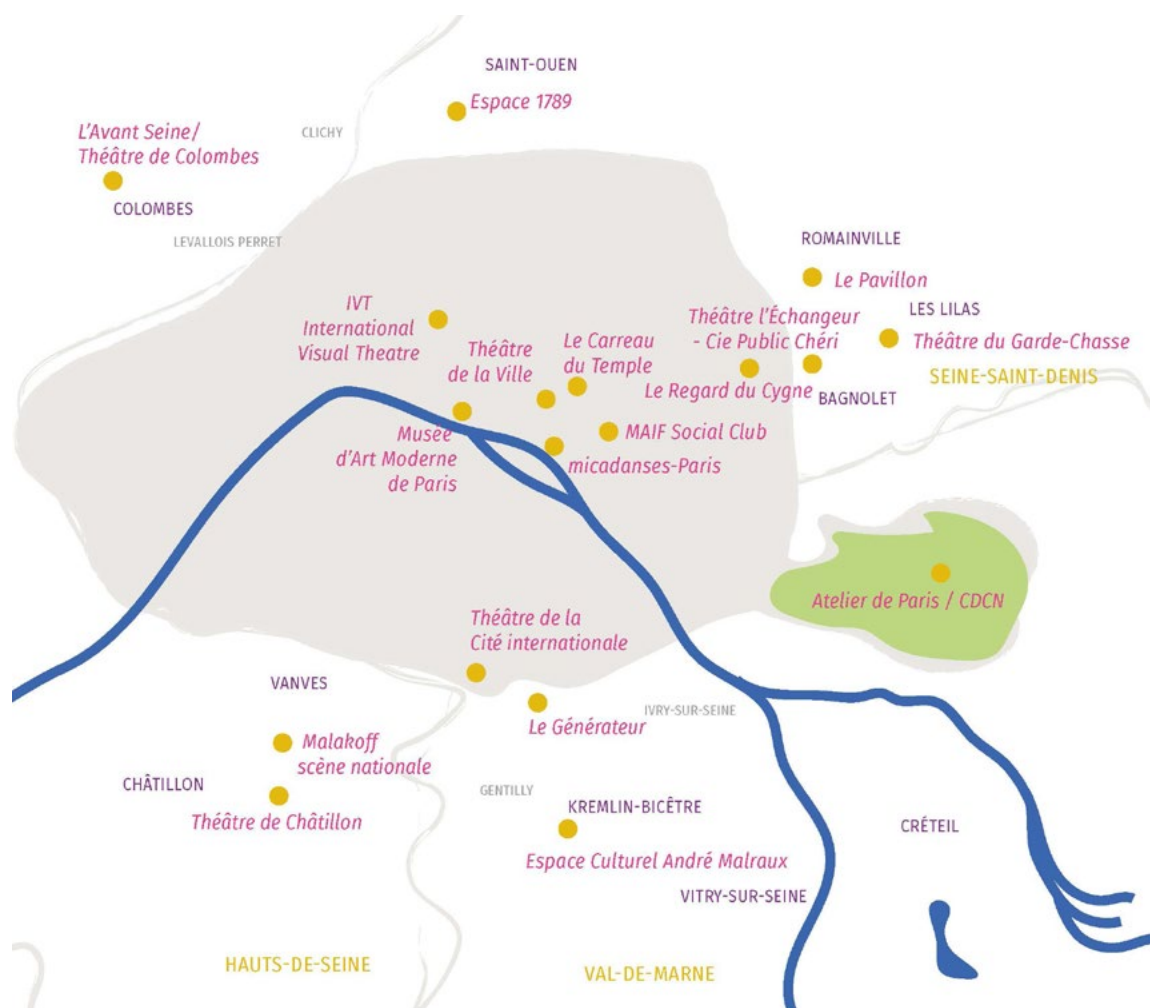 SAINT-OUEN
Espace 1789
CLICHY
L'Avant Seine/
Théâtre de Colombes
COLOMBES
LEVALLOIS PERRET
ROMAINVILLE
Le Pavillon
IVT
International
Visual Theatre
Théâtre
de la Ville
Le Carreau
du Temple
Théâtre l'Échangeur
- Cie Public Chéri
LES LILAS
Théâtre du Garde-Chasse
SEINE-SAINT-DENIS
Le Regard du Cygne
BAGNOLET
Musée
d'Art Moderne
de Paris
MAIF Social Club
micadanses-Paris
Atelier de Paris / CDCN
Théâtre de la
Cité internationale
VANVES
Le Générateur
IVRY-SUR-SEINE
Malakoff
scène nationale
CHÂTILLON
Théâtre de Châtillon
GENTILLY
KREMLIN-BICÊTRE
Espace Culturel André Malraux
CRÉTEIL
VITRY-SUR-SEINE
HAUTS-DE-SEINE
VAL-DE-MARNE